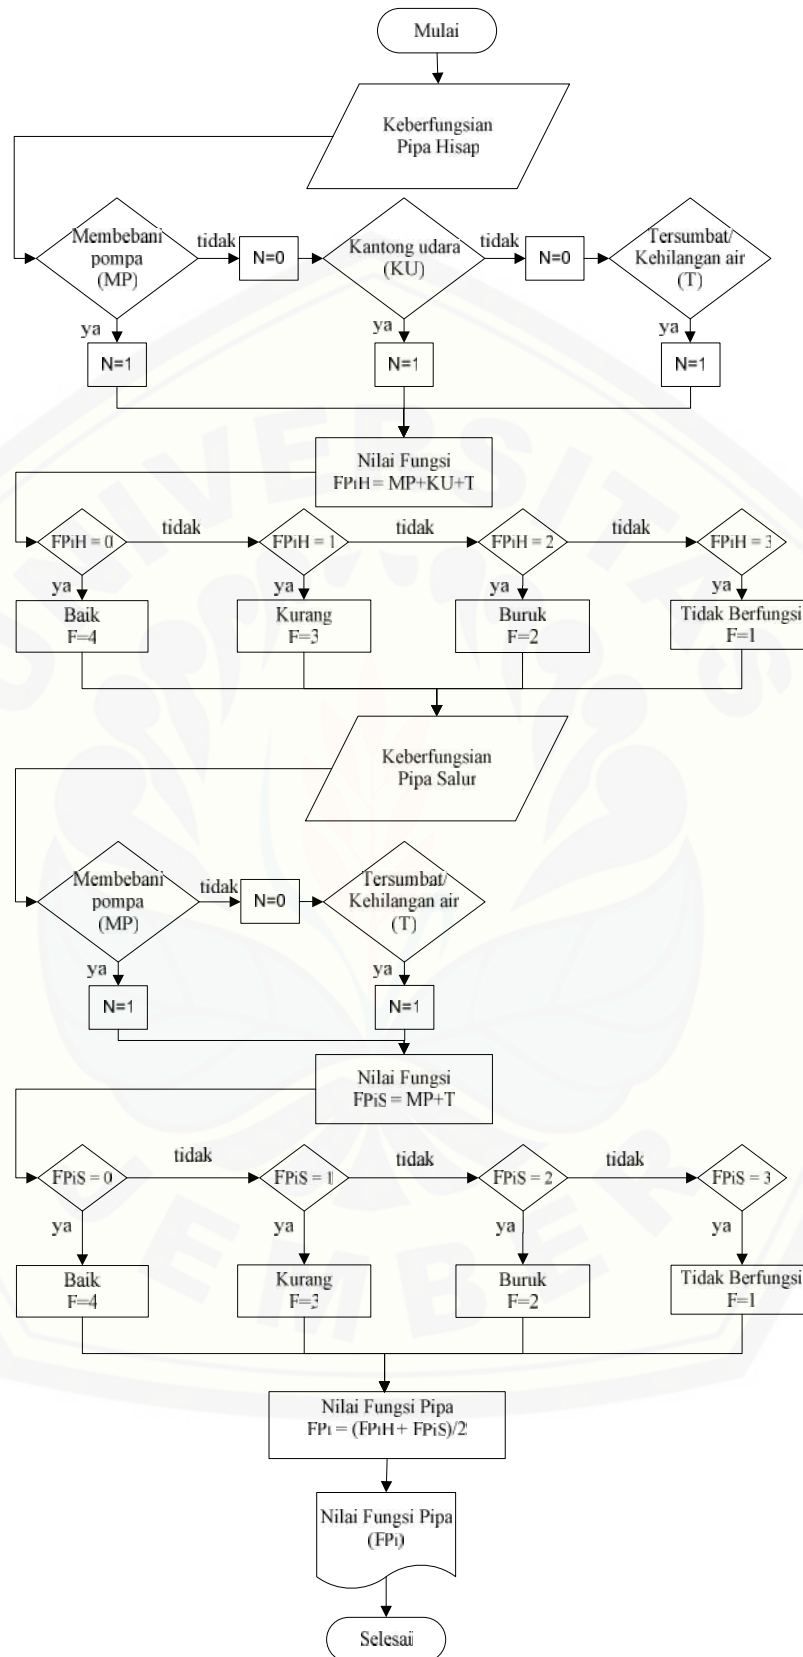 Mulai
Keberfungsian
Pipa Hisap
Membebani
pompa
(MP)
tidak
N=0
Kantong udara
(KU)
tidak
N=0
Tersumbat/
Kehilangan air
(T)
ya
N=1
ya
N=1
ya
N=1
Nilai Fungsi
FPiH = MP+KU+T
FPiH = 0
tidak
FPiH = 1
tidak
FPiH = 2
tidak
FPiH = 3
ya
Baik
F=4
ya
Kurang
F=3
ya
Buruk
F=2
ya
Tidak Berfungsi
F=1
Keberfungsian
Pipa Salur
Membebani
pompa
(MP)
tidak
N=0
Tersumbat/
Kehilangan air
(T)
ya
N=1
ya
N=1
Nilai Fungsi
FPiS = MP+T
FPiS = 0
tidak
FPiS = 1
tidak
FPiS = 2
tidak
FPiS = 3
ya
Baik
F=4
ya
Kurang
F=3
ya
Buruk
F=2
ya
Tidak Berfungsi
F=1
Nilai Fungsi Pipa
FPi = (FPiH + FPiS)/2
Nilai Fungsi Pipa
(FPi)
Selesai
UNIVERSITAS
JEMBER